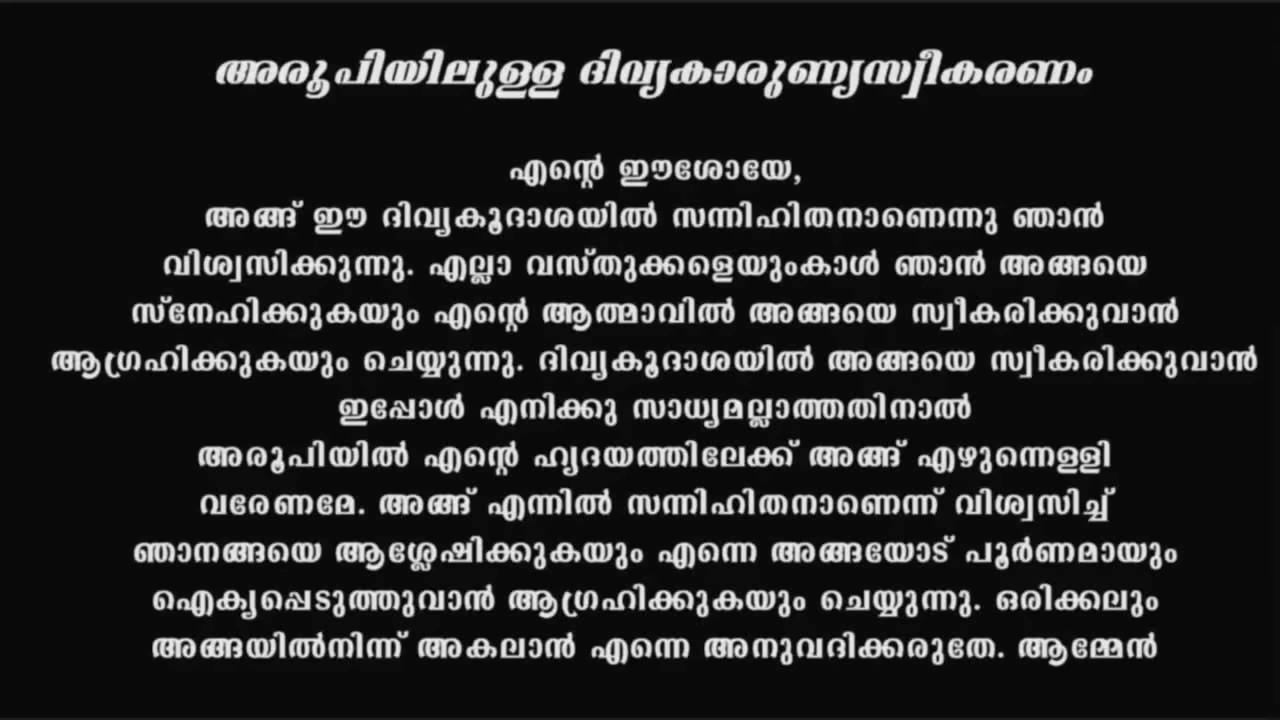 അരൂപിയിലുള്ള ദിവ്യകാരുണ്യസ്വീകരണം
എന്റെ ഈശോയേ,
അങ്ങ് ഈ ദിവ്യകൂദാശയിൽ സന്നിഹിതനാണെന്നു ഞാൻ
വിശ്വസിക്കുന്നു. എല്ലാ വസ്തുക്കളെയുംകാൾ ഞാൻ അങ്ങയെ
സ്നേഹിക്കുകയും എന്റെ ആത്മാവിൽ അങ്ങയെ സ്വീകരിക്കുവാൻ
ആഗ്രഹിക്കുകയും ചെയ്യുന്നു. ദിവ്യകൂദാശയിൽ അങ്ങയെ സ്വീകരിക്കുവാൻ
ഇപ്പോൾ എനിക്കു സാധ്യമല്ലാത്തതിനാൽ
അരൂപിയിൽ എന്റെ ഹൃദയത്തിലേക്ക് അങ്ങ് എഴുന്നെള്ളി
വരേണമേ. അങ്ങ് എന്നിൽ സന്നിഹിതനാണെന്ന് വിശ്വസിച്ച്
ഞാനങ്ങയെ ആശ്ലേഷിക്കുകയും എന്നെ അങ്ങയോട് പൂർണമായും
ഐക്യപ്പെടുത്തുവാൻ ആഗ്രഹിക്കുകയും ചെയ്യുന്നു. ഒരിക്കലും
അങ്ങയിൽനിന്ന് അകലാൻ എന്നെ അനുവദിക്കരുതേ. ആമ്മേൻ